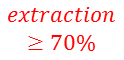 extraction
≥ 70%